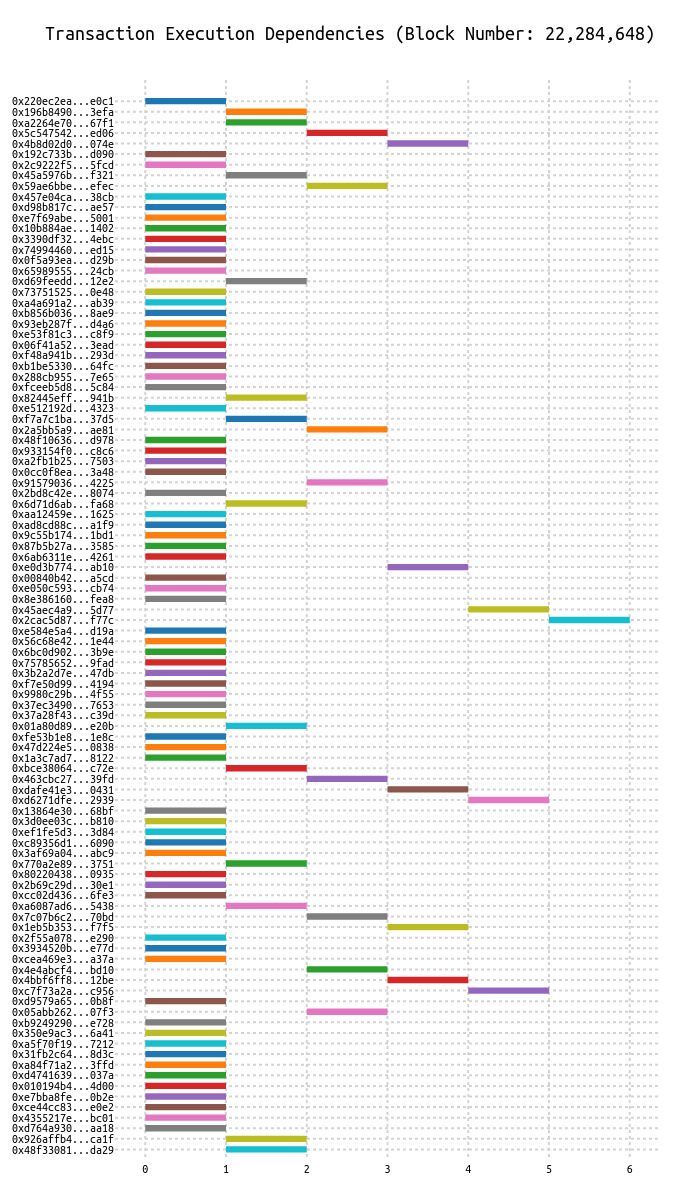 Transaction Execution Dependencies (Block Number: 22,284,648)
0x220ec2ea...e0c1
0x196b8490...3efa
0xa2264e70...67f1
0x5c547542...ed06
0x4b8d02d0...074e
0x192c733b...d090
0x2c9222f5...5fcd
0x45a5976b...f321
0x59ae6bbe...efec
0x457e04ca...38cb
0xd98b817c...ae57
0xe7f69abe...5001
0x10b884ae...1402
0x3390df32...4ebc
0x74994460...ed15
0x0f5a93ea...d29b
0x65989555...24cb
0xd69feedd...12e2
0x73751525...0e48
0xa4a691a2...ab39
0xb856b036...8ae9
0x93eb287f...d4a6
0xe53f81c3...c8f9
0x06f41a52...3ead
0xf48a941b...293d
0xb1be5330...64fc
0x288cb955...7e65
0xfceeb5d8...5c84
0x82445eff...941b
0xe512192d...4323
0xf7a7c1ba...37d5
0x2a5bb5a9...ae81
0x48f10636...d978
0x933154f0...c8c6
0xa2fb1b25...7503
0x0cc0f8ea...3a48
0x91579036...4225
0x2bd8c42e...8074
0x6d71d6ab...fa68
0xaa12459e...1625
0xad8cd88c...a1f9
0x9c55b174...1bd1
0x87b5b27a...3585
0x6ab6311e...4261
0xe0d3b774...ab10
0x00840b42...a5cd
0xe050c593...cb74
0x8e386160...fea8
0x45aec4a9...5d77
0x2cac5d87...f77c
0xe584e5a4...d19a
0x56c68e42...1e44
0x6bc0d902...3b9e
0x75785652...9fad
0x3b2a2d7e...47db
0xf7e50d99...4194
0x9980c29b...4f55
0x37ec3490...7653
0x37a28f43...c39d
0x01a80d89...e20b
0xfe53b1e8...1e8c
0x47d224e5...0838
0x1a3c7ad7...8122
0xbce38064...c72e
0x463cbc27...39fd
0xdafe41e3...0431
0xd6271dfe...2939
0x13864e30...68bf
0x3d0ee03c...b810
0xef1fe5d3...3d84
0xc89356d1...6090
0x3af69a04...abc9
0x770a2e89...3751
0x80220438...0935
0x2b69c29d...30e1
0xcc02d436...6fe3
0xa6087ad6...5438
0x7c07b6c2...70bd
0x1eb5b353...f7f5
0x2f55a078...e290
0x3934520b...e77d
0xcea469e3...a37a
0x4e4abcf4...bd10
0x4bbf6ff8...12be
0xc7f73a2a...c956
0xd9579a65...0b8f
0x05abb262...07f3
0xb9249290...e728
0x350e9ac3...6a41
0xa5f70f19...7212
0x31fb2c64...8d3c
0xa84f71a2...3ffd
0xd4741639...037a
0x010194b4...4d00
0xe7bba8fe...0b2e
0xce44cc83...e0e2
0x4355217e...bc01
0xd764a930...aa18
0x926affb4...ca1f
0x48f33081...da29
0 1 2 3 4 5 6